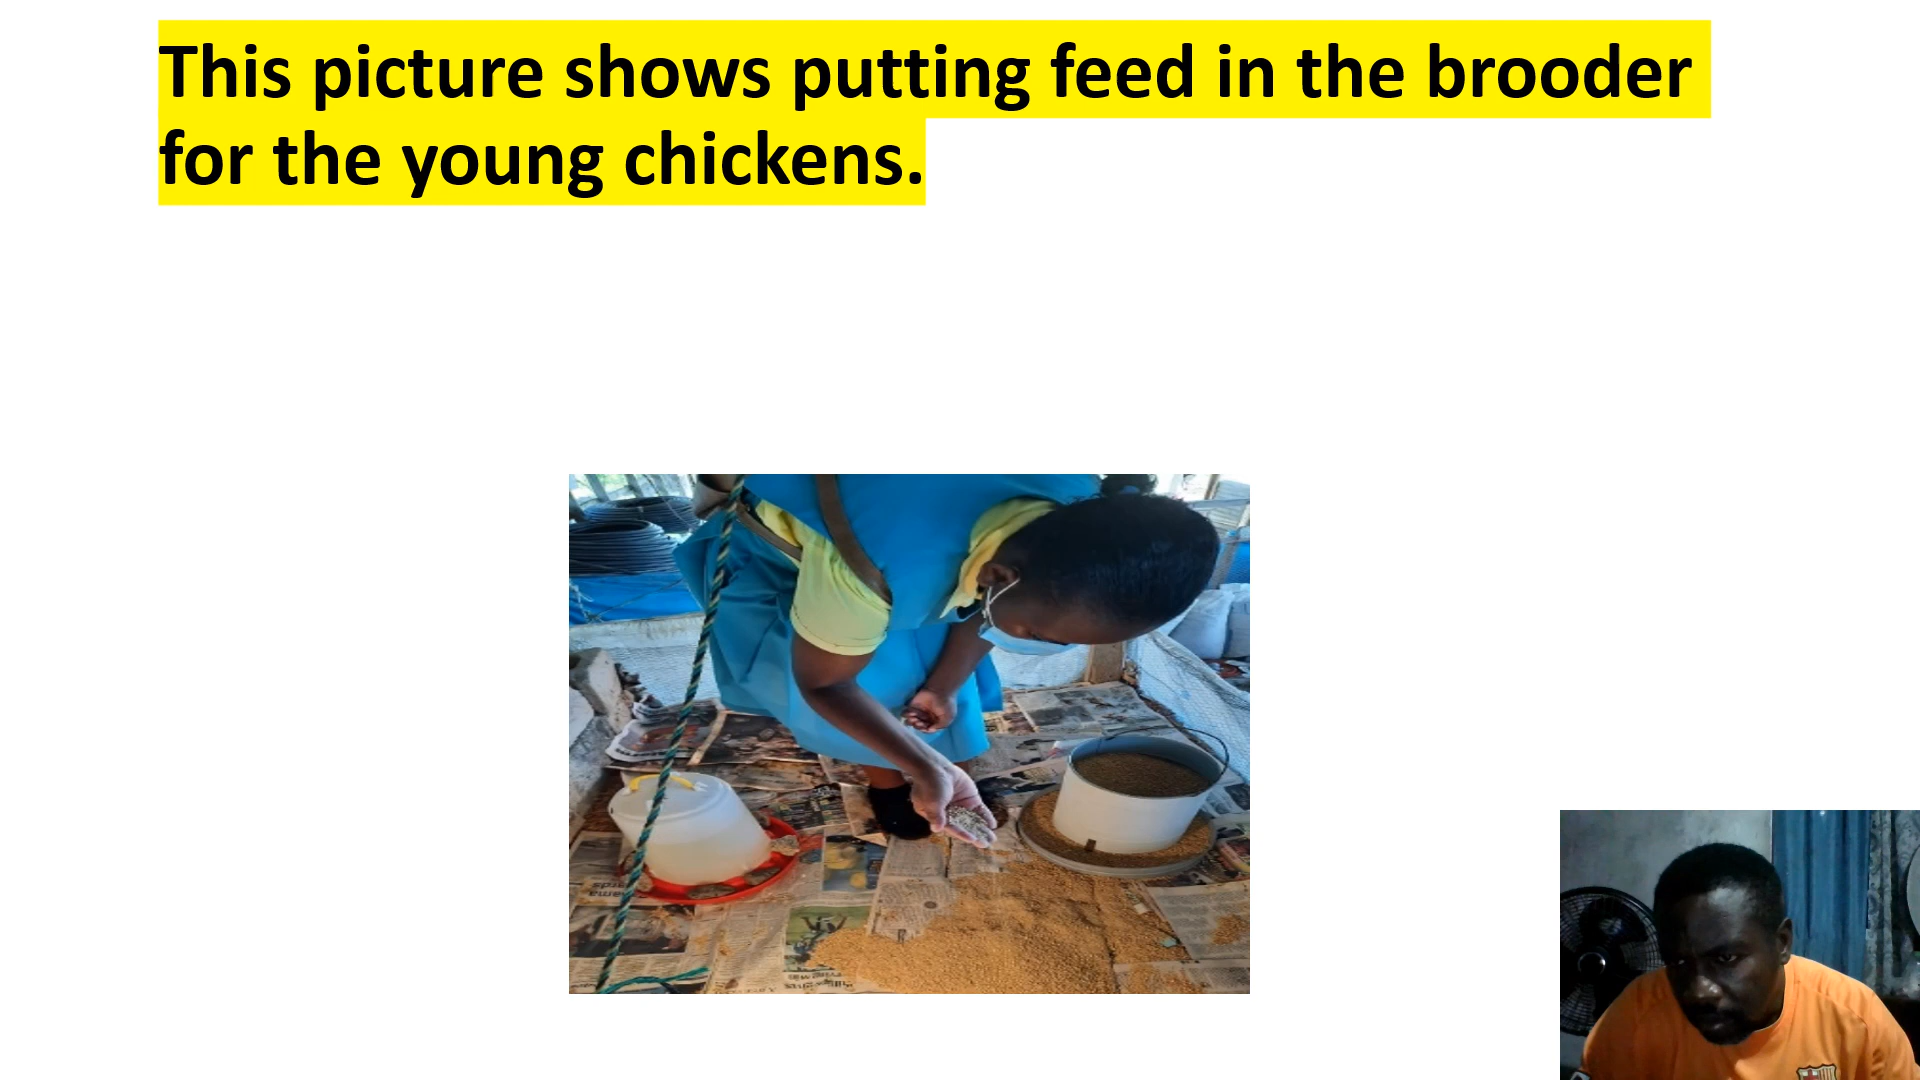 This picture shows putting feed in the brooder
for the young chickens.